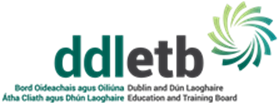 ddletb
Bord Oideachais agus Oiliúna Dublin and Dún Laoghaire
Átha Cliath agus Dhún Laoghaire Education and Training Board